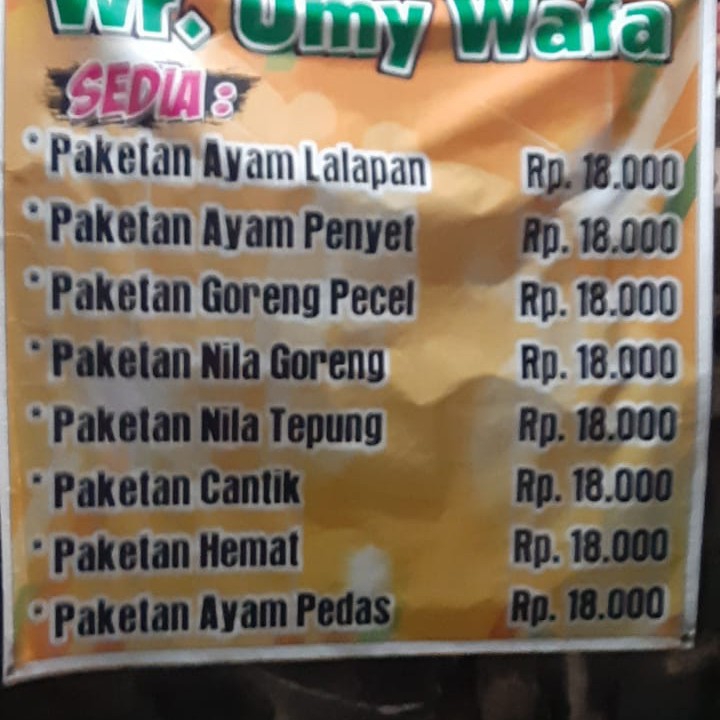 Wr. Umy Wafa
SEDIA :
* Paketan Ayam Lalapan Rp. 18.000
* Paketan Ayam Penyet Rp. 18.000
* Paketan Goreng Pecel Rp. 18.000
* Paketan Nila Goreng Rp. 18.000
* Paketan Nila Tepung Rp. 18.000
* Paketan Cantik Rp. 18.000
* Paketan Hemat Rp. 18.000
* Paketan Ayam Pedas Rp. 18.000